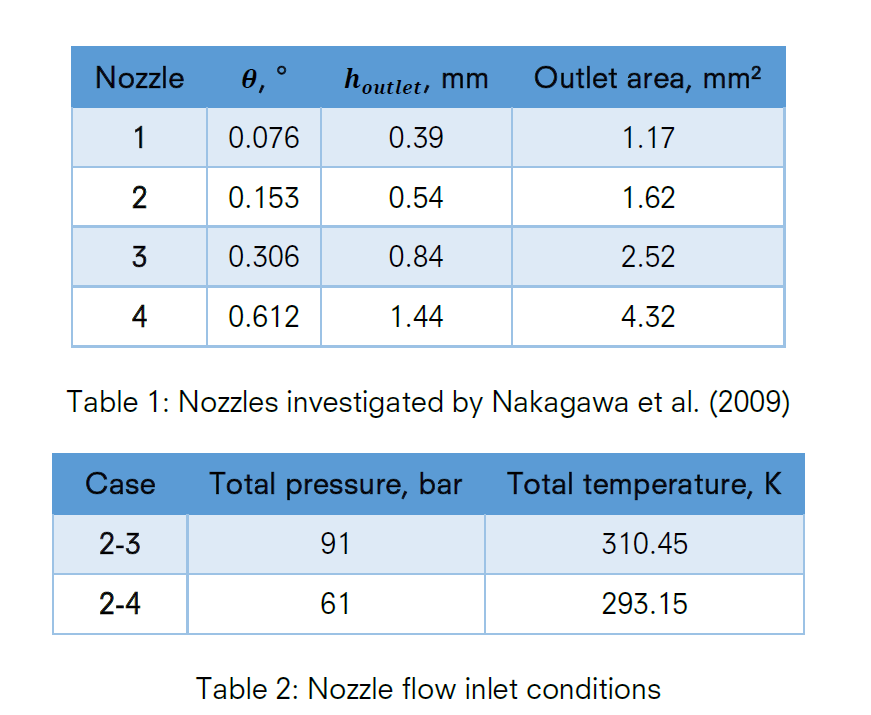 Nozzle θ, ° h_outlet, mm Outlet area, mm²
1 0.076 0.39 1.17
2 0.153 0.54 1.62
3 0.306 0.84 2.52
4 0.612 1.44 4.32
Table 1: Nozzles investigated by Nakagawa et al. (2009)
Case Total pressure, bar Total temperature, K
2-3 91 310.45
2-4 61 293.15
Table 2: Nozzle flow inlet conditions